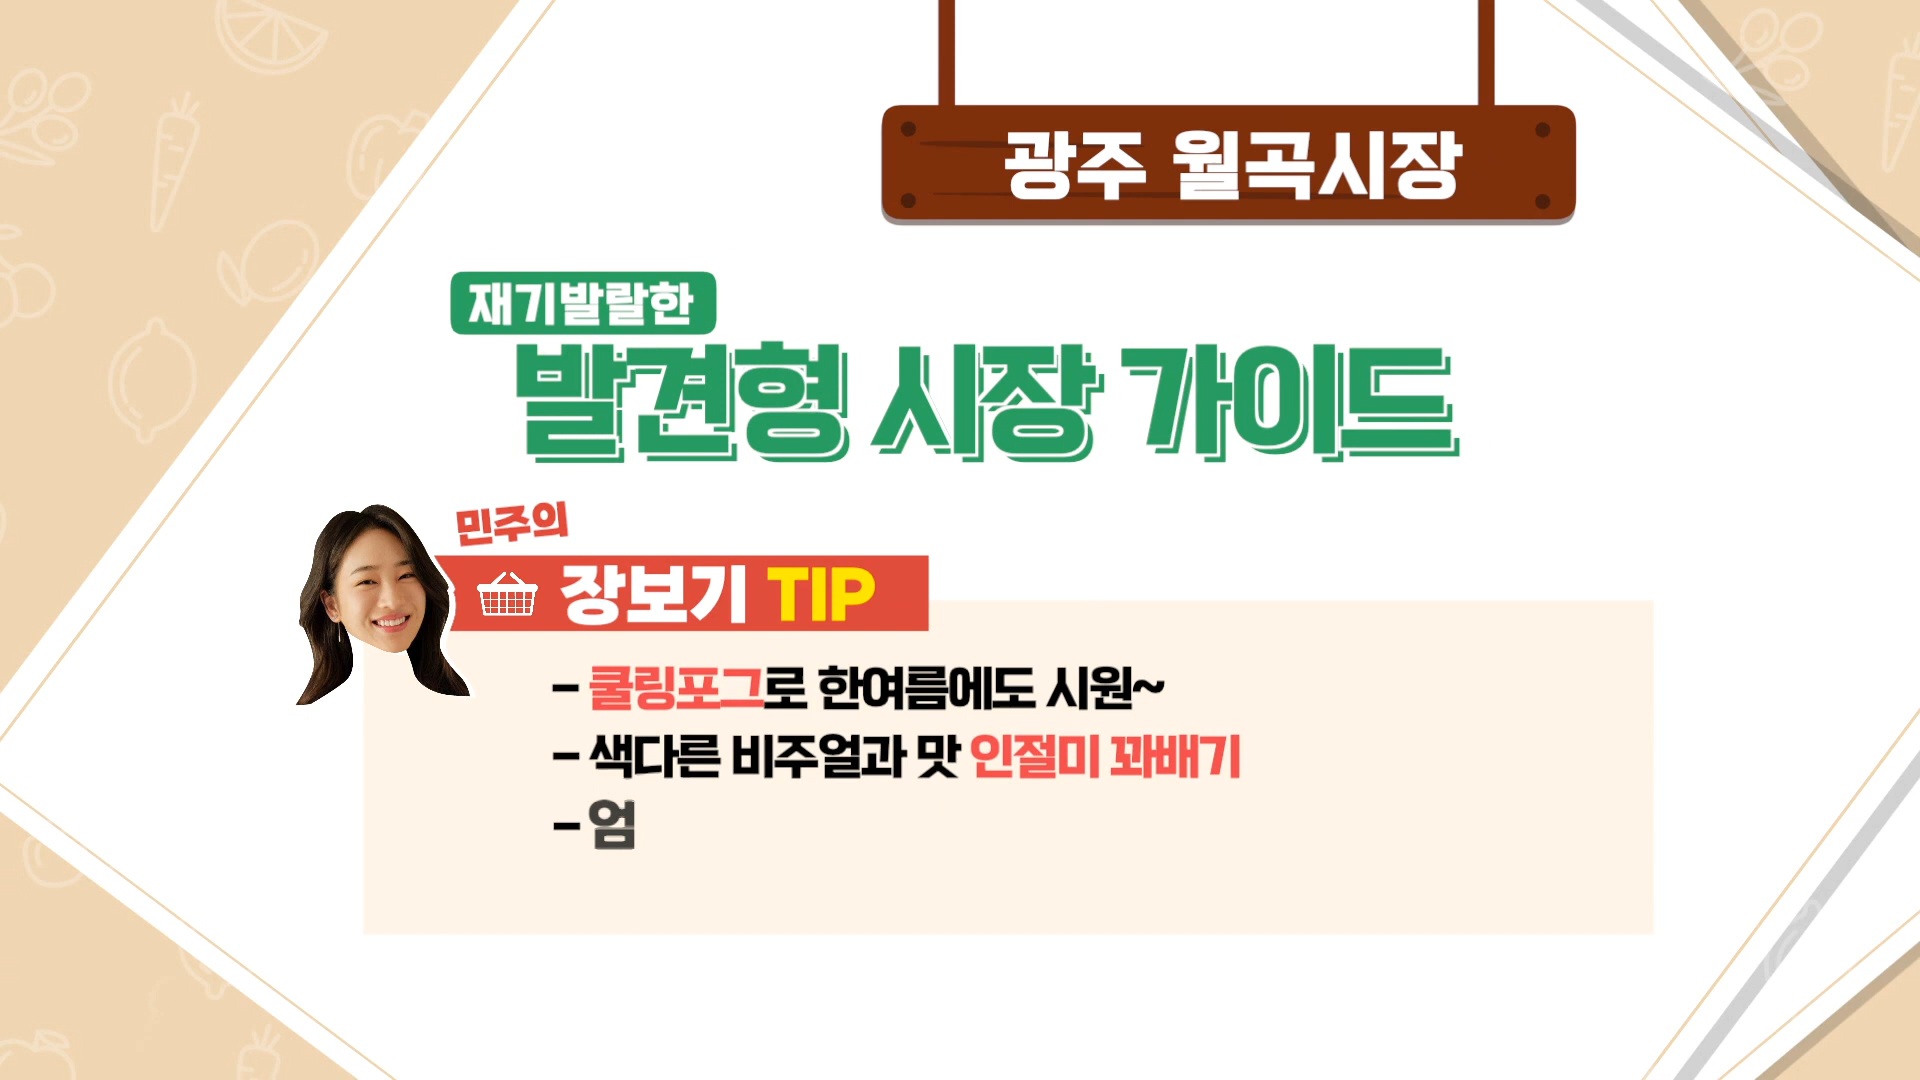 광주 월곡시장
재기발랄한
발견형 시장 가이드
민주의
장보기 TIP
- 쿨링포그로 한여름에도 시원~
- 색다른 비주얼과 맛 인절미 꽈배기
- 엄